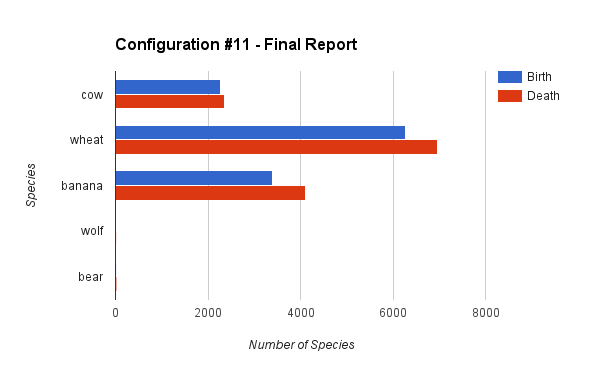 Configuration #11 - Final Report
Birth
Death
cow
wheat
banana
wolf
bear
Species
0 2000 4000 6000 8000
Number of Species